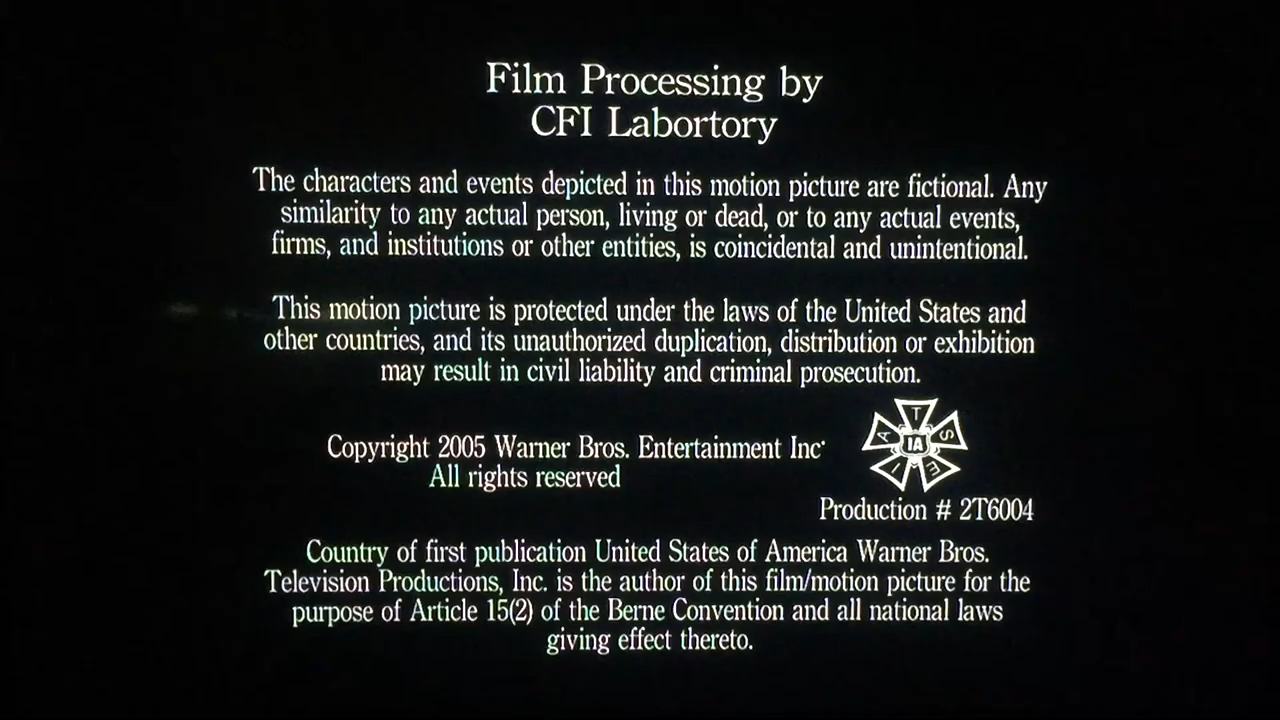 Film Processing by
CFI Labortory
The characters and events depicted in this motion picture are fictional. Any
similarity to any actual person, living or dead, or to any actual events,
firms, and institutions or other entities, is coincidental and unintentional.
This motion picture is protected under the laws of the United States and
other countries, and its unauthorized duplication, distribution or exhibition
may result in civil liability and criminal prosecution.
Copyright 2005 Warner Bros. Entertainment Inc.
All rights reserved
I A T S E
IA
Production # 2T6004
Country of first publication United States of America Warner Bros.
Television Productions, Inc. is the author of this film/motion picture for the
purpose of Article 15(2) of the Berne Convention and all national laws
giving effect thereto.